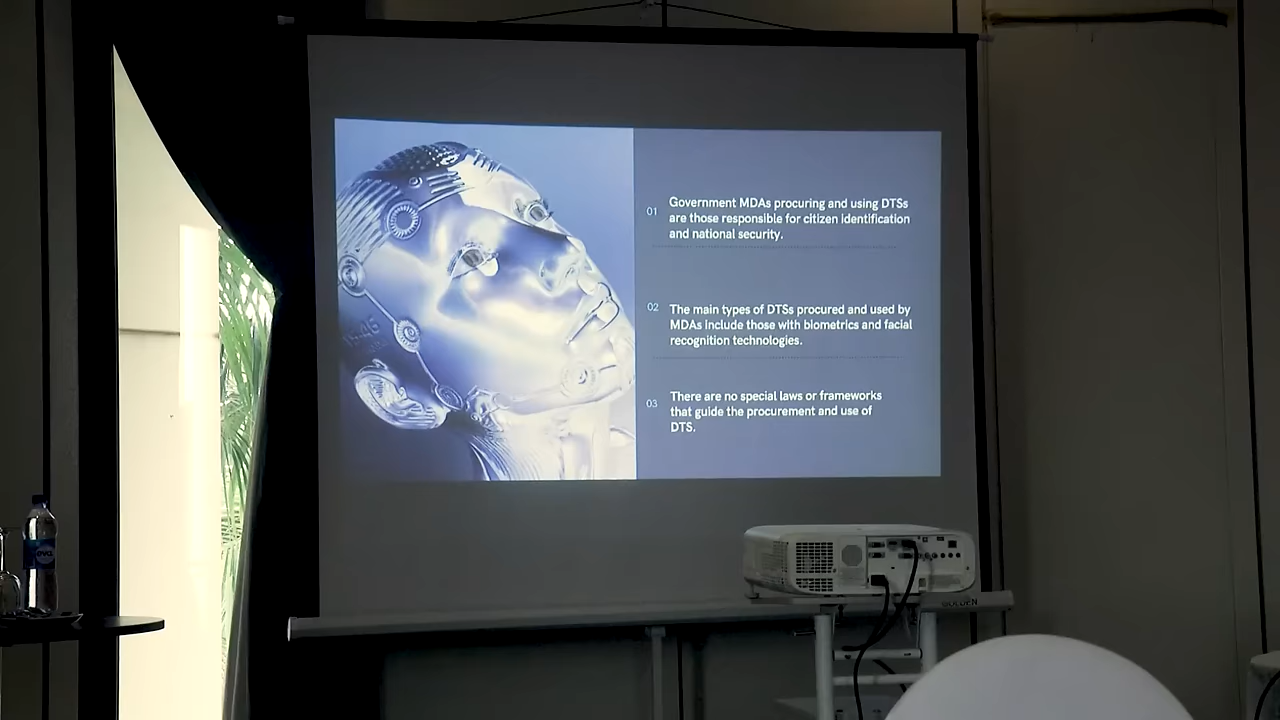 01
Government MDAs procuring and using DTSs
are those responsible for citizen identification
and national security.
02
The main types of DTSs procured and used by
MDAs include those with biometrics and facial
recognition technologies.
03
There are no special laws or frameworks
that guide the procurement and use of
DTS.
eva